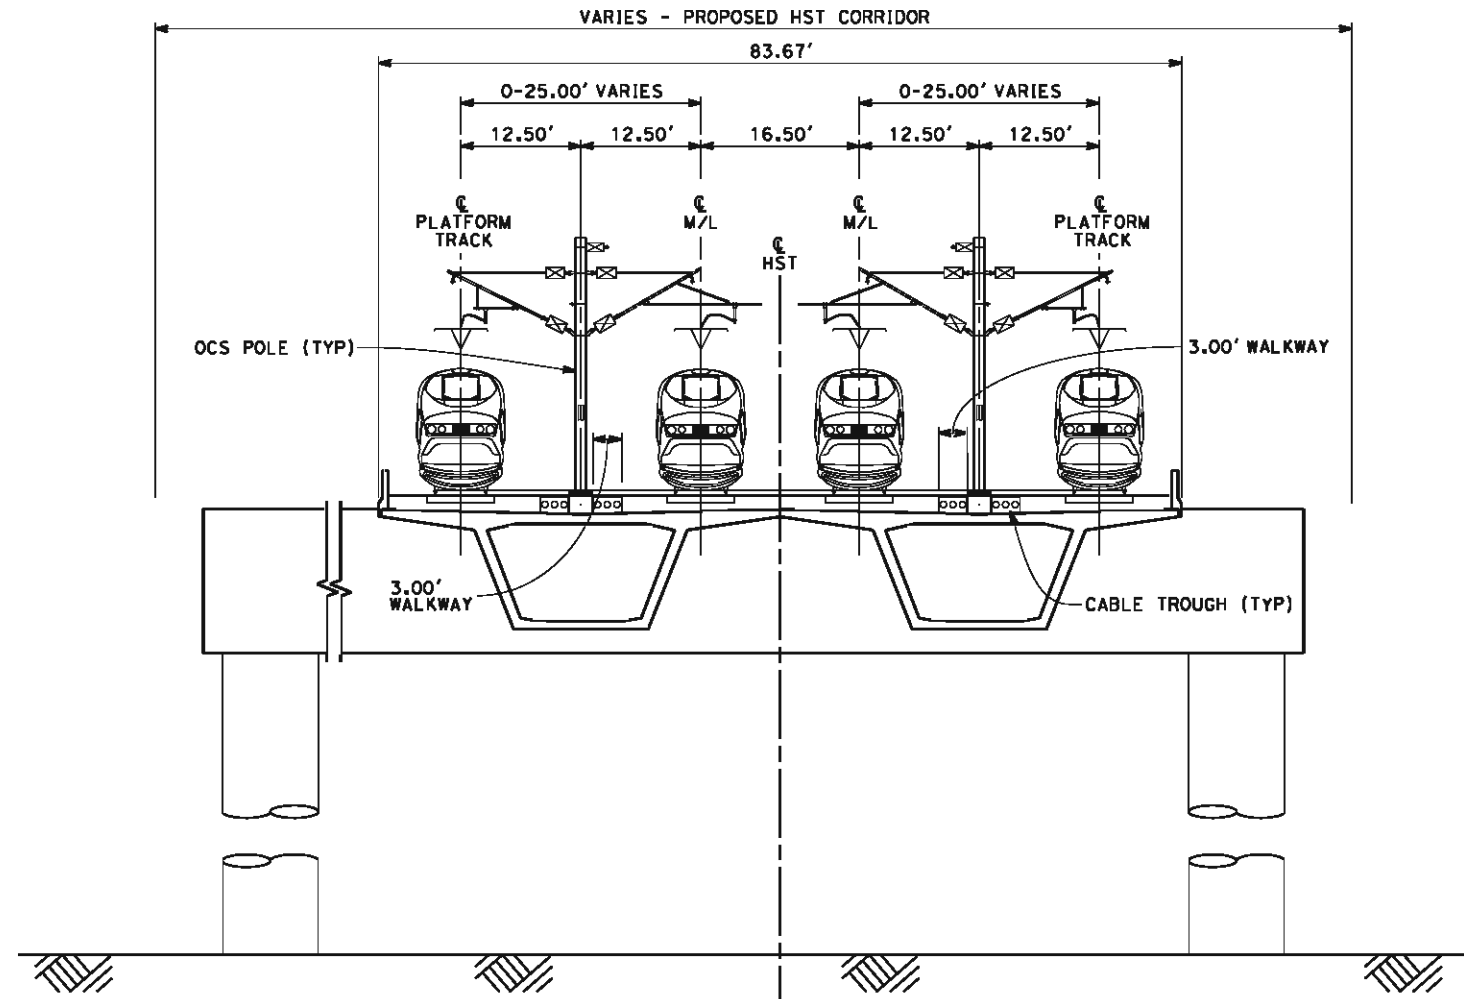 VARIES - PROPOSED HST CORRIDOR
83.67'
0-25.00' VARIES
0-25.00' VARIES
12.50'
12.50'
16.50'
12.50'
12.50'
℄
PLATFORM
TRACK
℄
M/L
℄
HST
℄
M/L
℄
PLATFORM
TRACK
OCS POLE (TYP)
3.00' WALKWAY
3.00'
WALKWAY
CABLE TROUGH (TYP)